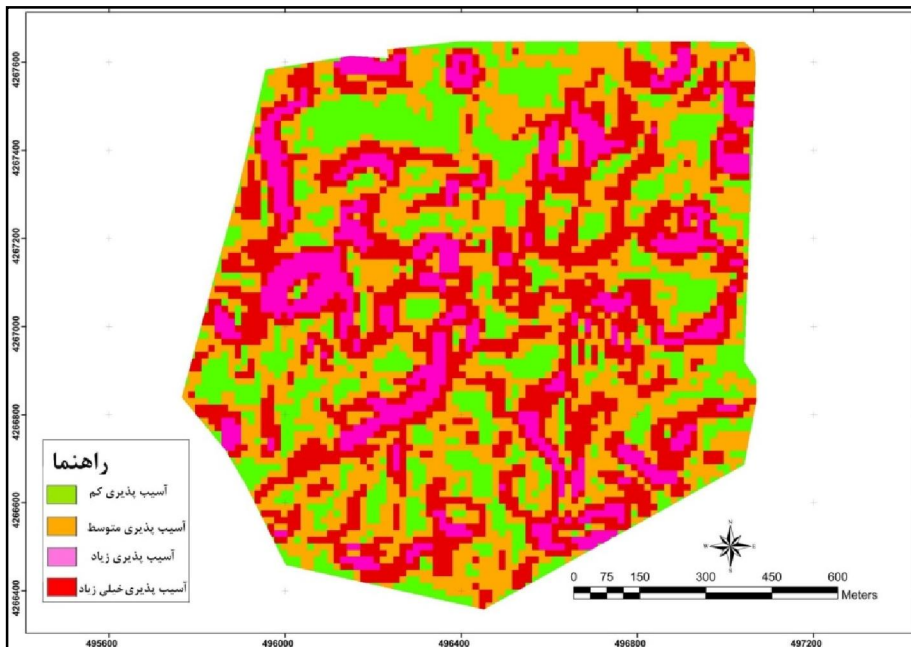 4267600
4267400
4267200
4267000
4266800
4266600
4266400
راهنما
آسیب پذیری کم
آسیب پذیری متوسط
آسیب پذیری زیاد
آسیب پذیری خیلی زیاد
N
W E
S
0 75 150 300 450 600
Meters
495600 496000 496400 496800 497200